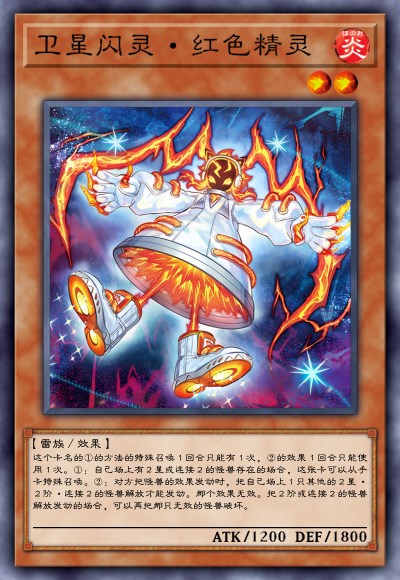 卫星闪灵·红色精灵
ほのお
炎
【雷族／效果】
这个卡名的①的方法的特殊召唤1回合只能有1次，②的效果1回合只能使
用1次。①：自己场上有2星或连接2的怪兽存在的场合，这张卡可以从手
卡特殊召唤。②：对方把怪兽的效果发动时，把自己场上1只其他的2星·
2阶·连接2的怪兽解放才能发动。那个效果无效。把2阶或连接2的怪兽
解放发动的场合，可以再把那只无效的怪兽破坏。
ATK/1200 DEF/1800